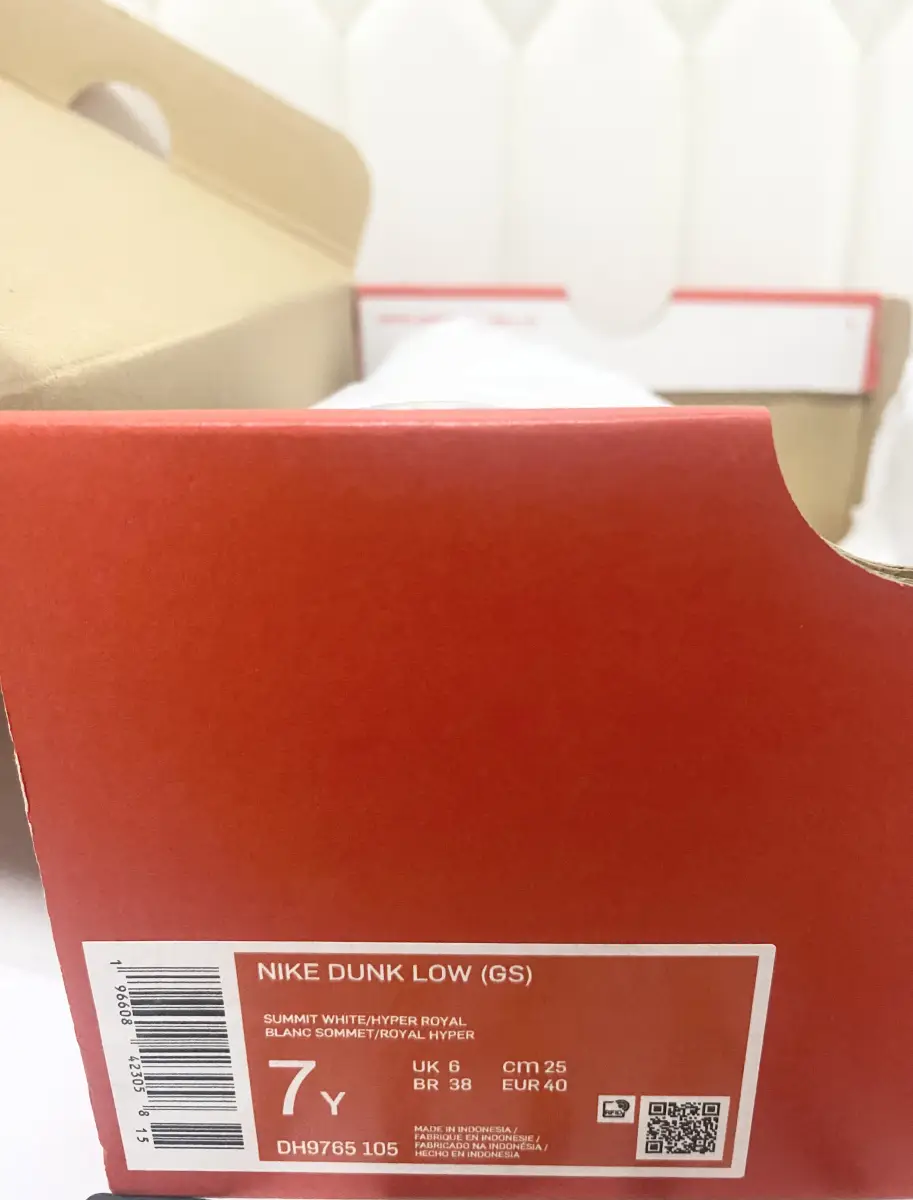 NIKE DUNK LOW (GS)
SUMMIT WHITE/HYPER ROYAL
BLANC SOMMET/ROYAL HYPER
7Y
UK 6 cm 25
BR 38 EUR 40
DH9765 105
MADE IN INDONESIA /
FABRIQUE EN INDONESIE /
FABRICADO NA INDONÉSIA /
HECHO EN INDONESIA
RFID
1 96608 42305 8 15